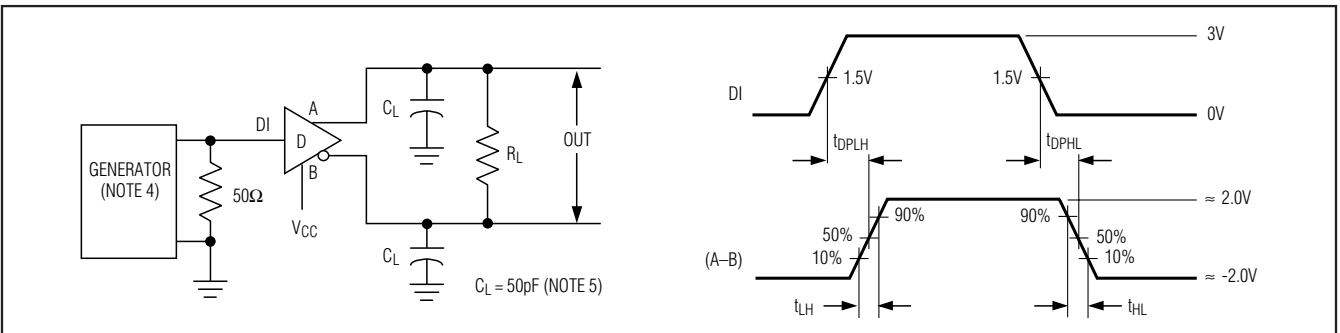 GENERATOR
(NOTE 4)
50Ω
DI
D
A
B
VCC
CL
CL
RL
OUT
CL = 50pF (NOTE 5)
DI
1.5V
1.5V
3V
0V
tDPLH
tDPHL
(A–B)
10%
50%
90%
90%
50%
10%
≈ 2.0V
≈ -2.0V
tLH
tHL